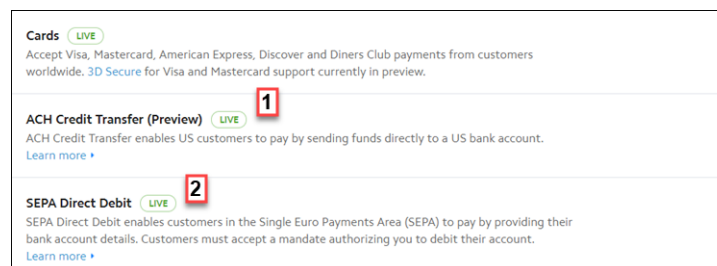 Cards LIVE
Accept Visa, Mastercard, American Express, Discover and Diners Club payments from customers
worldwide. 3D Secure for Visa and Mastercard support currently in preview.
1
ACH Credit Transfer (Preview) LIVE
ACH Credit Transfer enables US customers to pay by sending funds directly to a US bank account.
Learn more
2
SEPA Direct Debit LIVE
SEPA Direct Debit enables customers in the Single Euro Payments Area (SEPA) to pay by providing their
bank account details. Customers must accept a mandate authorizing you to debit their account.
Learn more